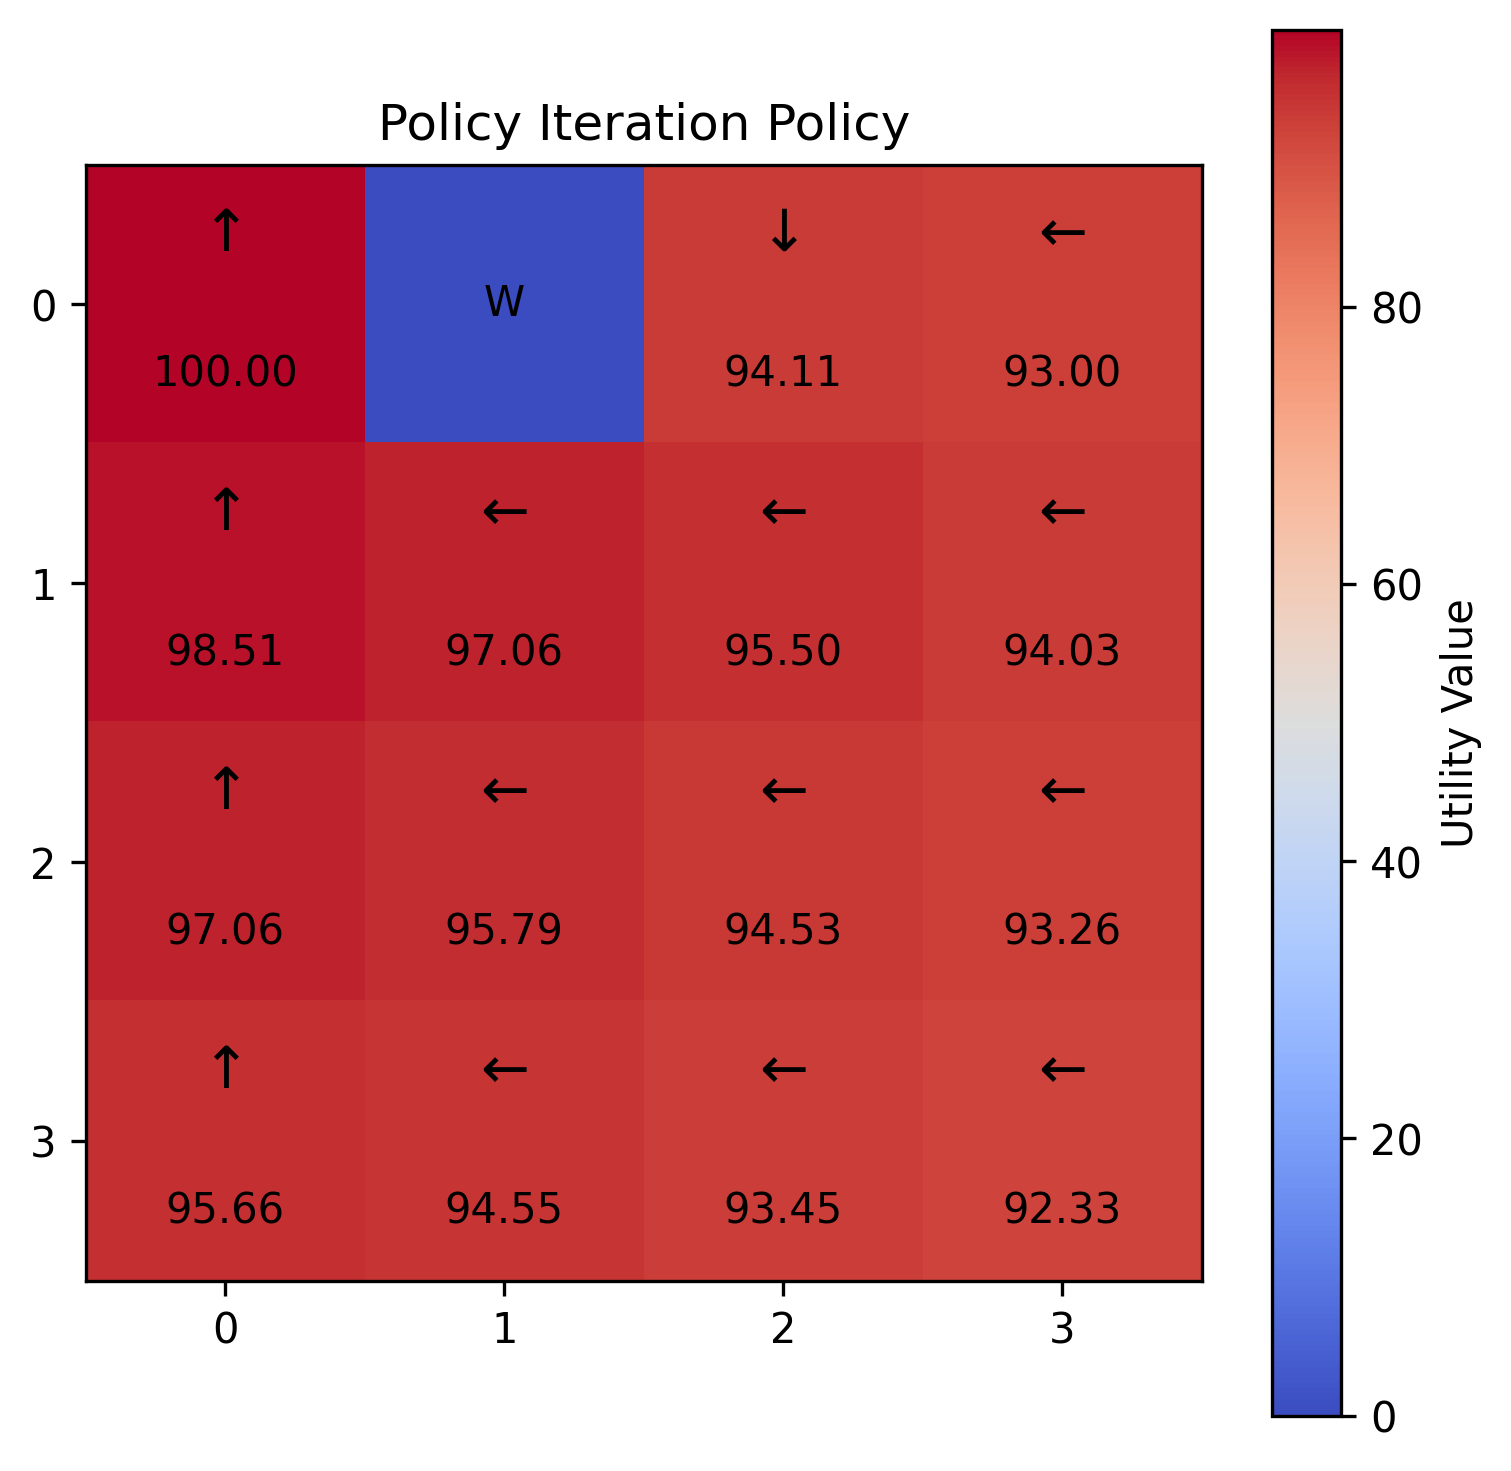 Policy Iteration Policy
↑ ↓ ←
0 W
100.00 94.11 93.00
↑ ← ← ←
1
98.51 97.06 95.50 94.03
↑ ← ← ←
2
97.06 95.79 94.53 93.26
↑ ← ← ←
3
95.66 94.55 93.45 92.33
0 1 2 3
80
60
40
20
0
Utility Value